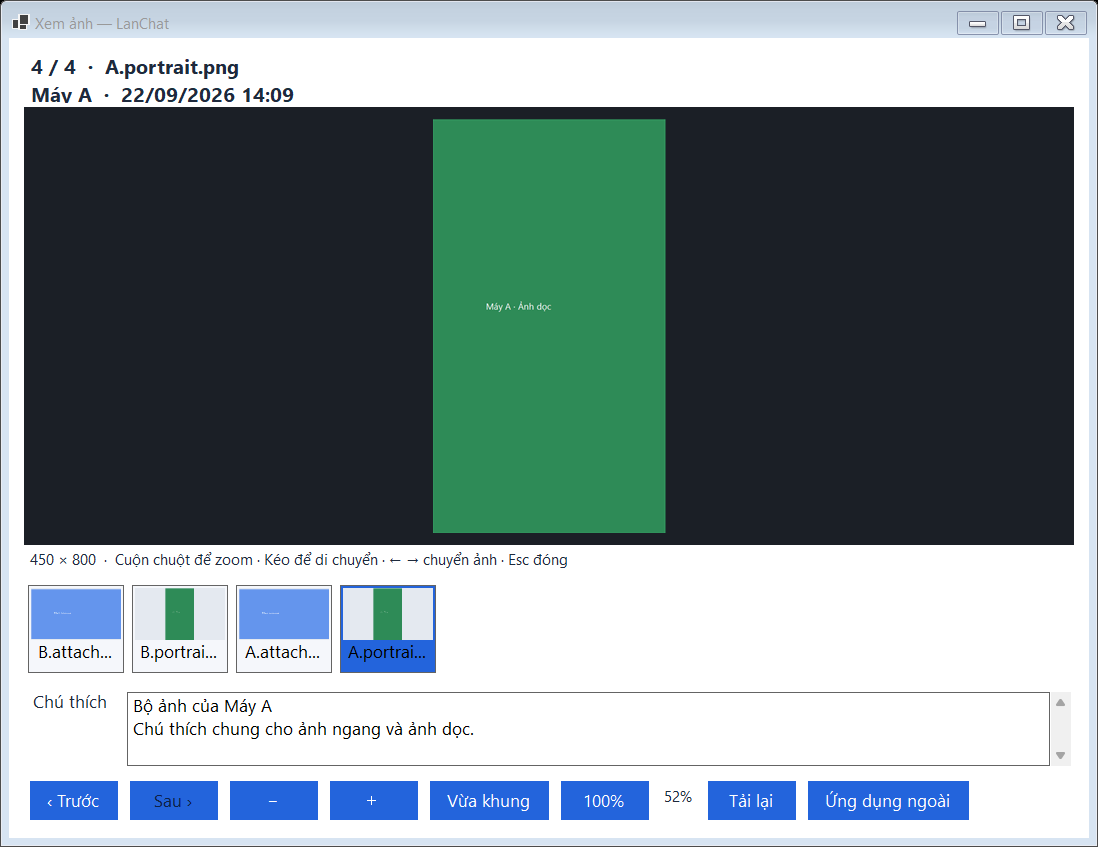 Xem ảnh — LanChat
4 / 4 · A.portrait.png
Máy A · 22/09/2026 14:09
Máy A · Ảnh dọc
450 × 800 · Cuộn chuột để zoom · Kéo để di chuyển · ← → chuyển ảnh · Esc đóng
B.attach...
B.portrai...
A.attach...
A.portrai...
Chú thích
Bộ ảnh của Máy A
Chú thích chung cho ảnh ngang và ảnh dọc.
‹ Trước
Sau ›
−
+
Vừa khung
100%
52%
Tải lại
Ứng dụng ngoài